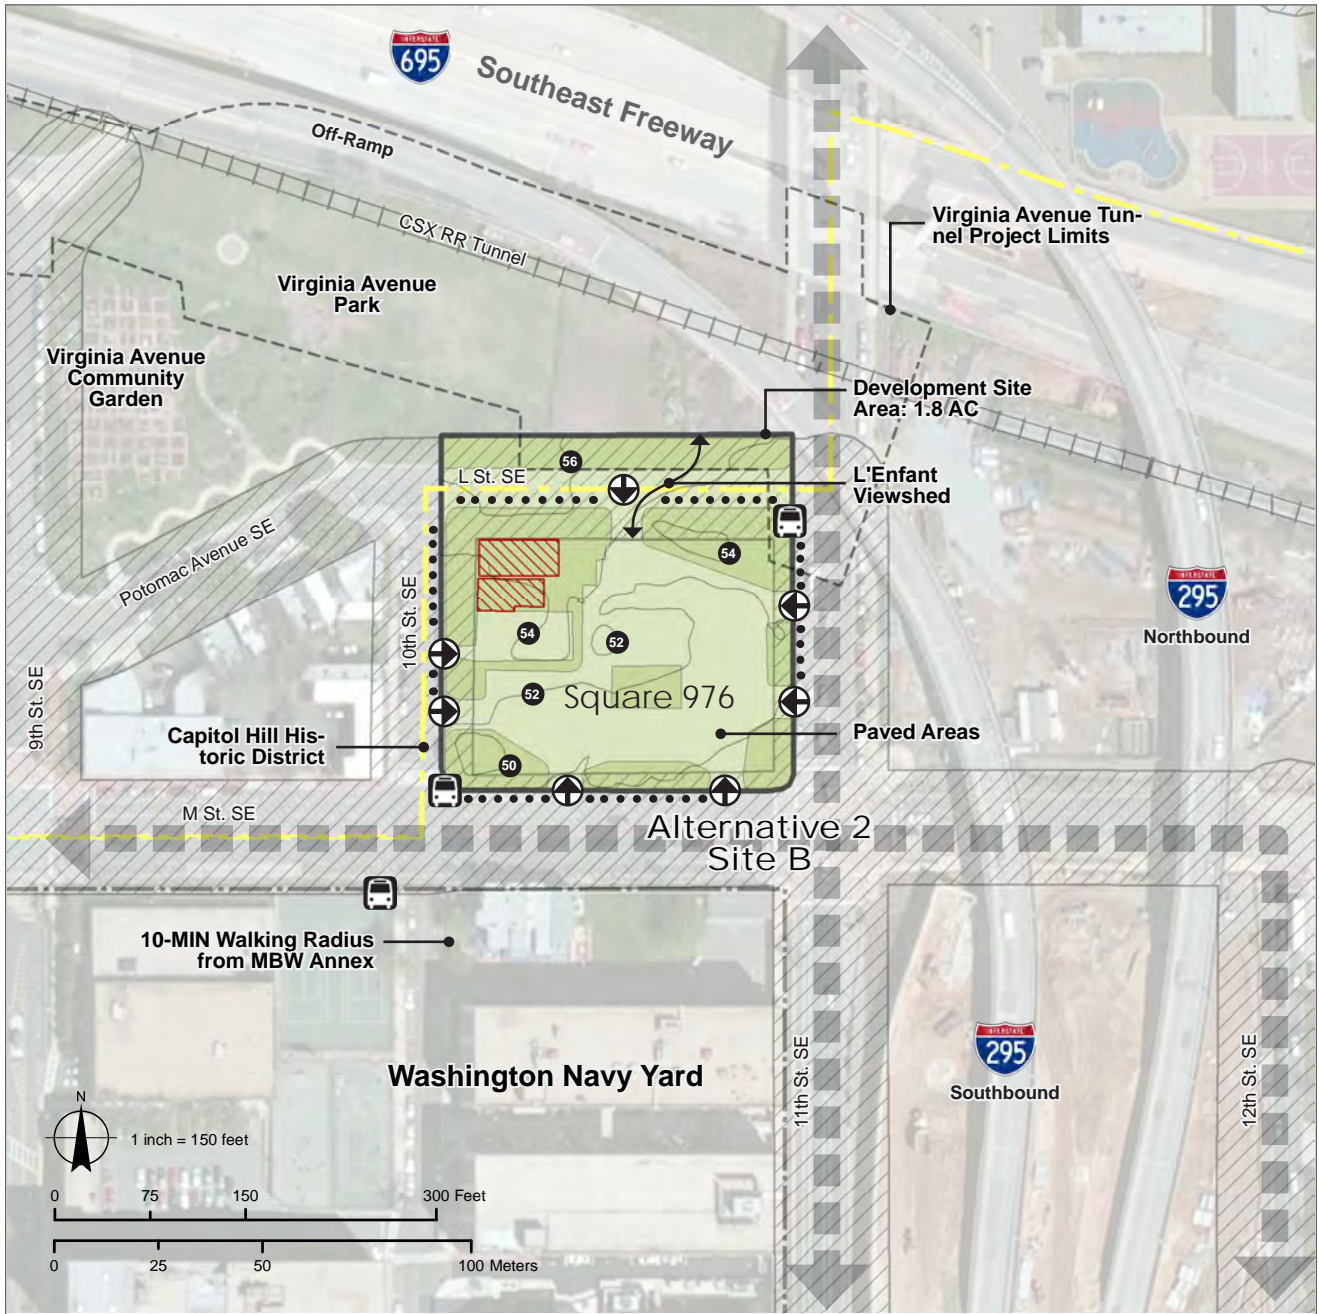 INTERSTATE
695
Southeast Freeway
Off-Ramp
CSX RR Tunnel
Virginia Avenue Tun-
nel Project Limits
Virginia Avenue
Park
Virginia Avenue
Community
Garden
Development Site
Area: 1.8 AC
56
L St. SE
L'Enfant
Viewshed
54
Potomac Avenue SE
10th St. SE
54
52
INTERSTATE
295
Northbound
9th St. SE
52
Square 976
Capitol Hill His-
toric District
Paved Areas
50
M St. SE
Alternative 2
Site B
10-MIN Walking Radius
from MBW Annex
Washington Navy Yard
11th St. SE
INTERSTATE
295
Southbound
12th St. SE
N
1 inch = 150 feet
0 75 150 300 Feet
0 25 50 100 Meters